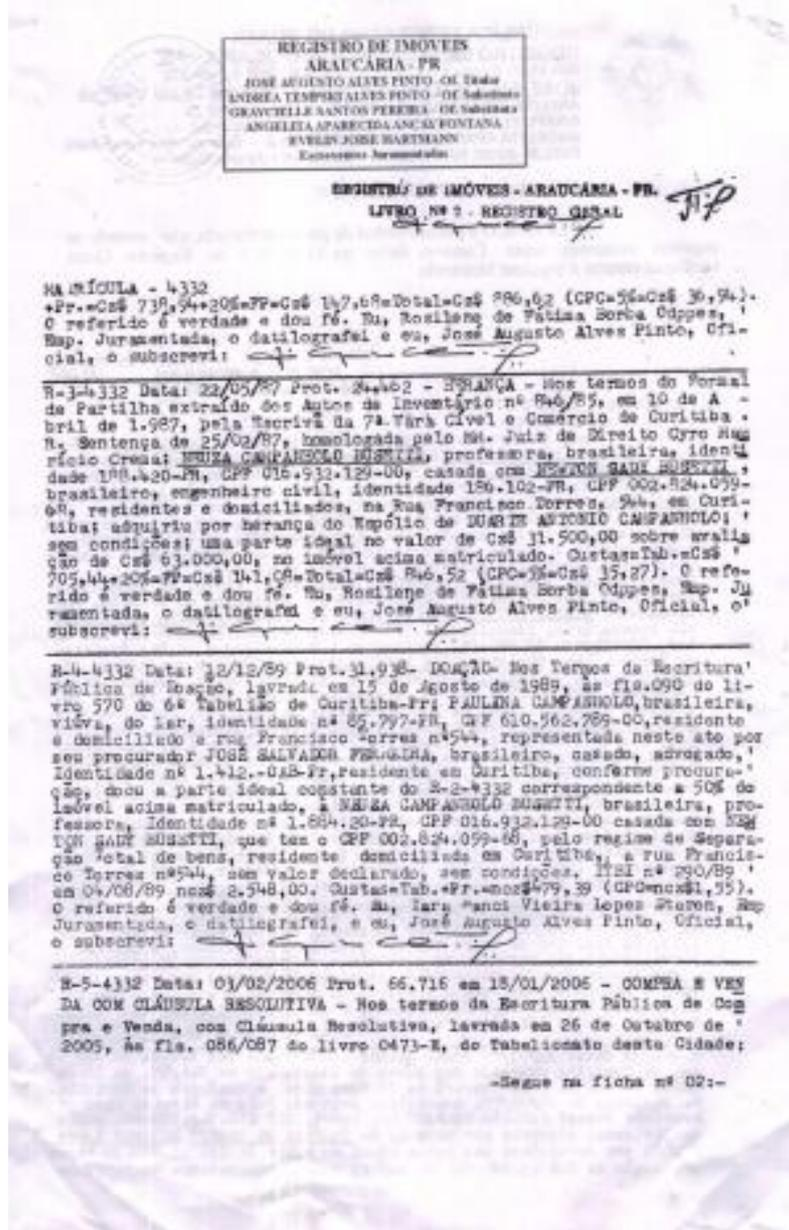 REGISTRO DE IMÓVEIS
ARAUCÁRIA - PR
JOSÉ AUGUSTO ALVES PINTO - Of. Titular
ANDRÉA TEMPSKI ALVES PINTO - Of. Substituta
GRAYCIELLE SANTOS PEREIRA - Of. Substituta
ANGELITA APARECIDA FONTANA
EVELIN JOISE HARTMANN
Escreventes Juramentadas
REGISTRO DE IMÓVEIS - ARAUCÁRIA - PR.
LIVRO Nº 2 - REGISTRO GERAL
MATRÍCULA - 4332
+Pr.=Cz$ 738,94+20%=FP=Cz$ 147,68=Total=Cz$ 886,62 (CPC=5%=Cz$ 36,94).
O referido é verdade e dou fé. Eu, Rosilene de Fátima Borba Odppes, '
Emp. Juramentada, o datilografei e eu, José Augusto Alves Pinto, Ofi-
cial, o subscrevi:
R-3-4332 Data: 22/05/87 Prot. 24.462 - HERANÇA - Nos termos do Formal
de Partilha extraído dos Autos de Inventário nº 846/85, em 10 de A -
bril de 1.987, pela Escrivã da 7ª Vara Cível e Comércio de Curitiba .
R. Sentença de 25/02/87, homologada pelo MM. Juiz de Direito Cyro Mau
rício Crema: NEUZA CAMPANHOLO BUSETTI, professora, brasileira, identi
dade 188.420-PR, CPF 016.932.129-00, casada com NEWTON GADY BUSETTI ,
brasileiro, engenheiro civil, identidade 186.102-PR, CPF 002.824.059-
68, residentes e domiciliados, na Rua Francisco Torres, 544, em Curi-
tiba; adquiriu por herança do Espólio de DUARTE ANTONIO CAMPANHOLO; '
sem condições; uma parte ideal no valor de Cz$ 31.500,00 sobre avalia
ção de Cz$ 63.000,00, no imóvel acima matriculado. Custas=Tab.=Cz$ '
705,44=20%=FP=Cz$ 141,08=Total=Cz$ 846,52 (CPC=5%=Cz$ 35,27). O refe-
rido é verdade e dou fé. Eu, Rosilene de Fátima Borba Odppes, Emp. Ju
ramentada, o datilografei e eu, José Augusto Alves Pinto, Oficial, o'
subscrevi:
R-4-4332 Data: 12/12/89 Prot.31.938- DOAÇÃO- Nos Termos da Escritura'
Pública de Doação, lavrada em 15 de Agosto de 1989, às fls.090 do li-
vro 570 do 6º Tabelião de Curitiba-Pr; PAULINA CAMPANHOLO,brasileira,
viúva, do lar, identidade nº 85.797-PR, CPF 610.562.789-00,residente
e domiciliado a rua Francisco Torres nº544, representada neste ato por
seu procurador JOSÉ SALVADOR FERREIRA, brasileiro, casado, advogado,'
Identidade nº 1.412.-OAB-Pr,residente em Curitiba, conforme procura-'
ção, doou a parte ideal constante do R-2-4332 correspondente a 50% do
imóvel acima matriculado, à NEUZA CAMPANHOLO BUSETTI, brasileira, pro-
fessora, Identidade nº 1.884.20-PR, CPF 016.932.129-00 casada com NEW
TON GADY BUSETTI, que tem o CPF 002.824.059-68, pelo regime de Separa-
ção Total de bens, residente domiciliada em Curitiba,, a rua Francis-
co Torres nº544, sem valor declarado, sem condições. ITBI nº 290/89 '
em 04/08/89 ncz$ 2.548,00. Custas=Tab.+Pr.=ncz$479,39 (CPC=ncz$1,55).
O referido é verdade e dou fé. Eu, Iara Vieira Lopes Emp
Juramentada, o datilografei, e eu, José Augusto Alves Pinto, Oficial,
o subscrevi:
R-5-4332 Data: 03/02/2006 Prot. 66.716 em 18/01/2006 - COMPRA E VEN
DA COM CLÁUSULA RESOLUTIVA - Nos termos da Escritura Pública de Com
pra e Venda, com Cláusula Resolutiva, lavrada em 26 de Outubro de '
2005, às fls. 086/087 do livro 0473-E, do Tabelionato desta Cidade;
-Segue na ficha nº 02:-